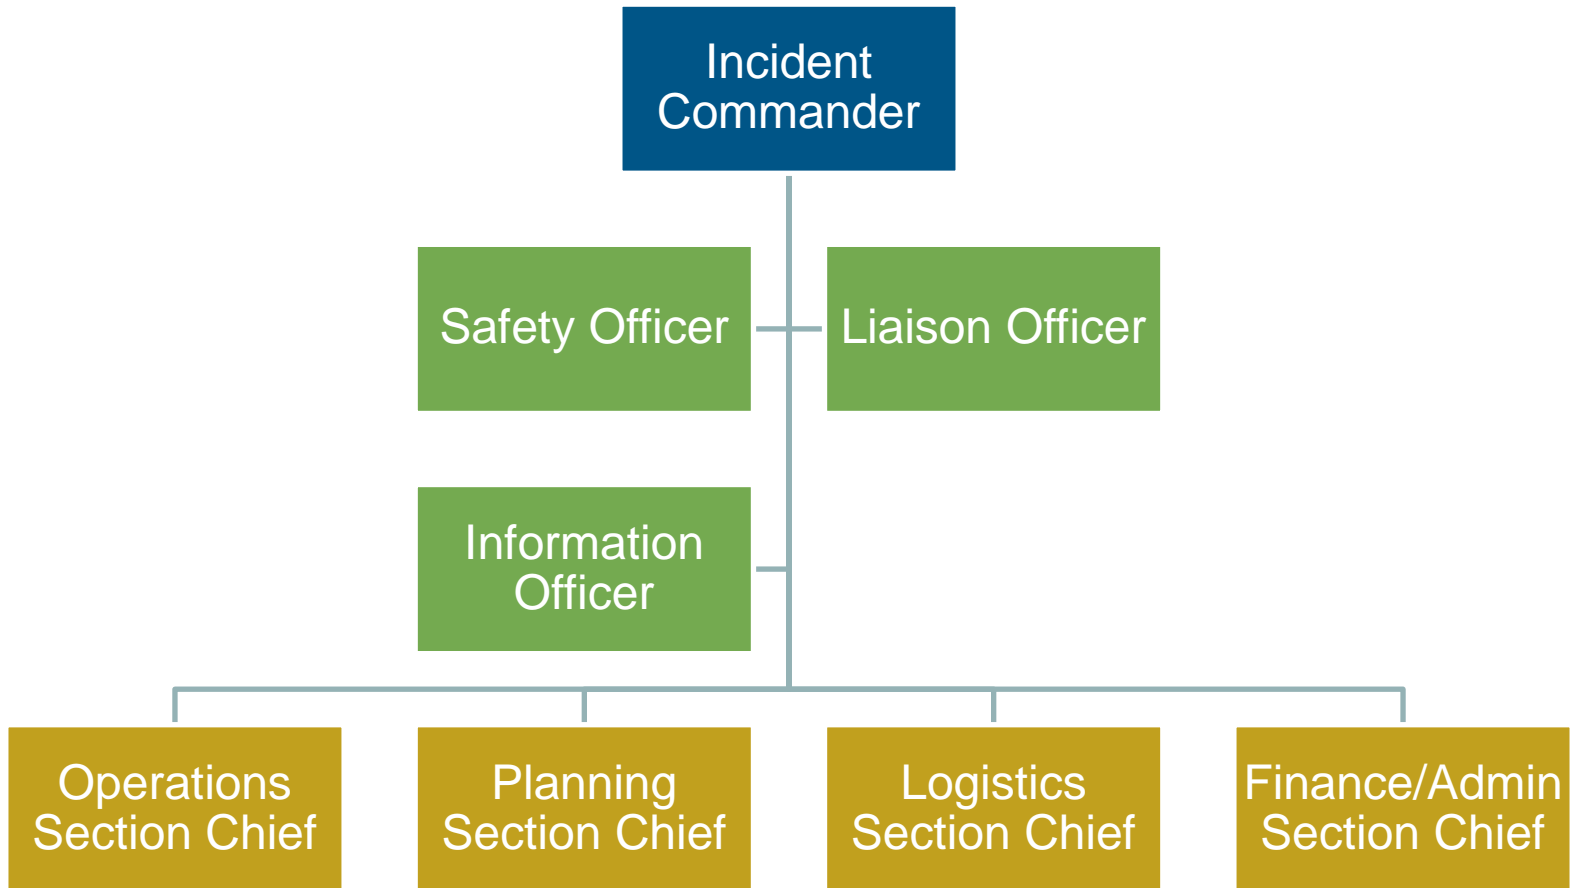 Incident
Commander
Safety Officer
Liaison Officer
Information
Officer
Operations
Section Chief
Planning
Section Chief
Logistics
Section Chief
Finance/Admin
Section Chief